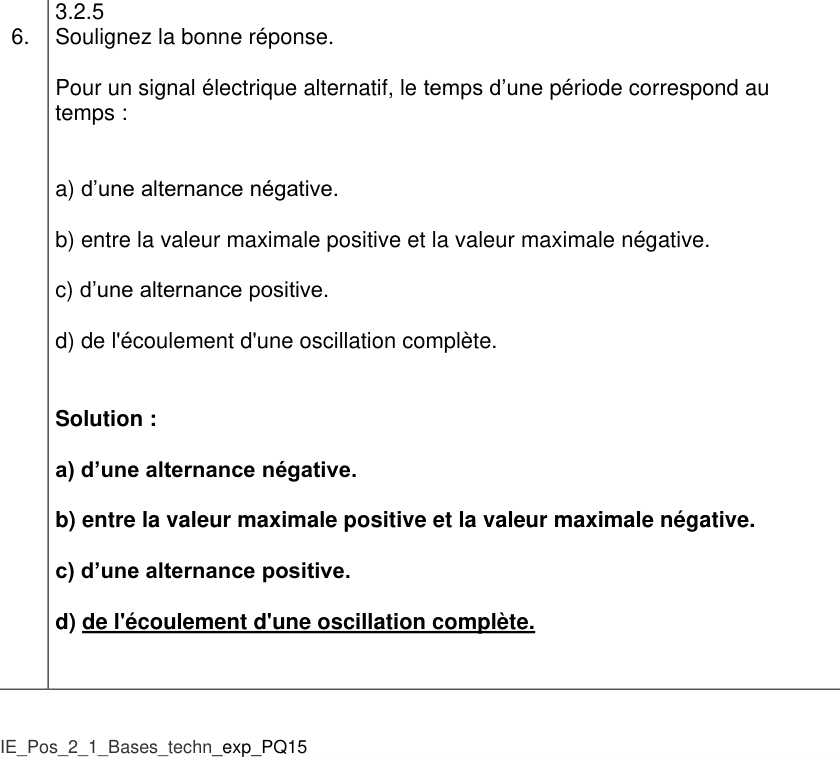 3.2.5
6. Soulignez la bonne réponse.
Pour un signal électrique alternatif, le temps d’une période correspond au
temps :
a) d’une alternance négative.
b) entre la valeur maximale positive et la valeur maximale négative.
c) d’une alternance positive.
d) de l'écoulement d'une oscillation complète.
Solution :
a) d’une alternance négative.
b) entre la valeur maximale positive et la valeur maximale négative.
c) d’une alternance positive.
d) de l'écoulement d'une oscillation complète.
IE_Pos_2_1_Bases_techn_exp_PQ15